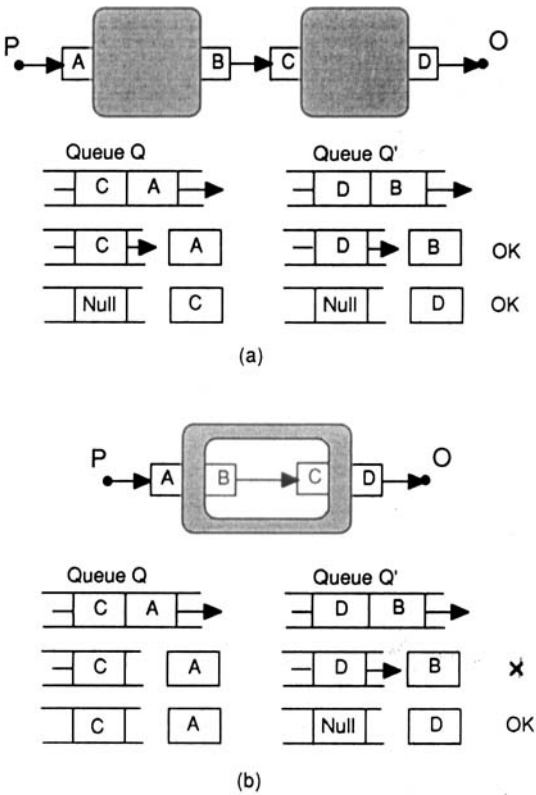 P A B C D O
Queue Q Queue Q'
C A D B
C A D B OK
Null C Null D OK
(a)
P A B C D O
Queue Q Queue Q'
C A D B
C A D B ×
C A Null D OK
(b)